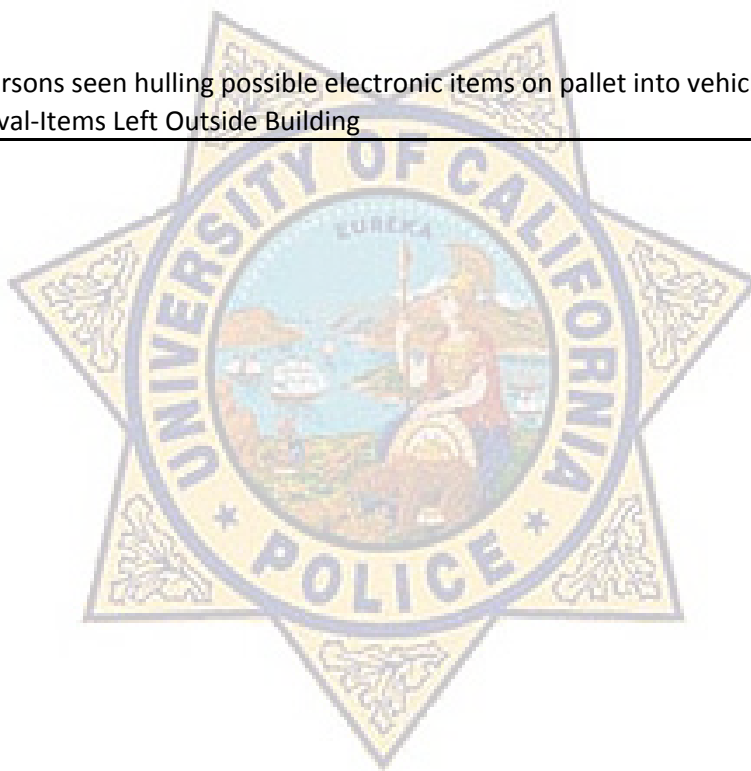 rsons seen hulling possible electronic items on pallet into vehic
val-Items Left Outside Building
EUREKA
UNIVERSITY OF CALIFORNIA
POLICE